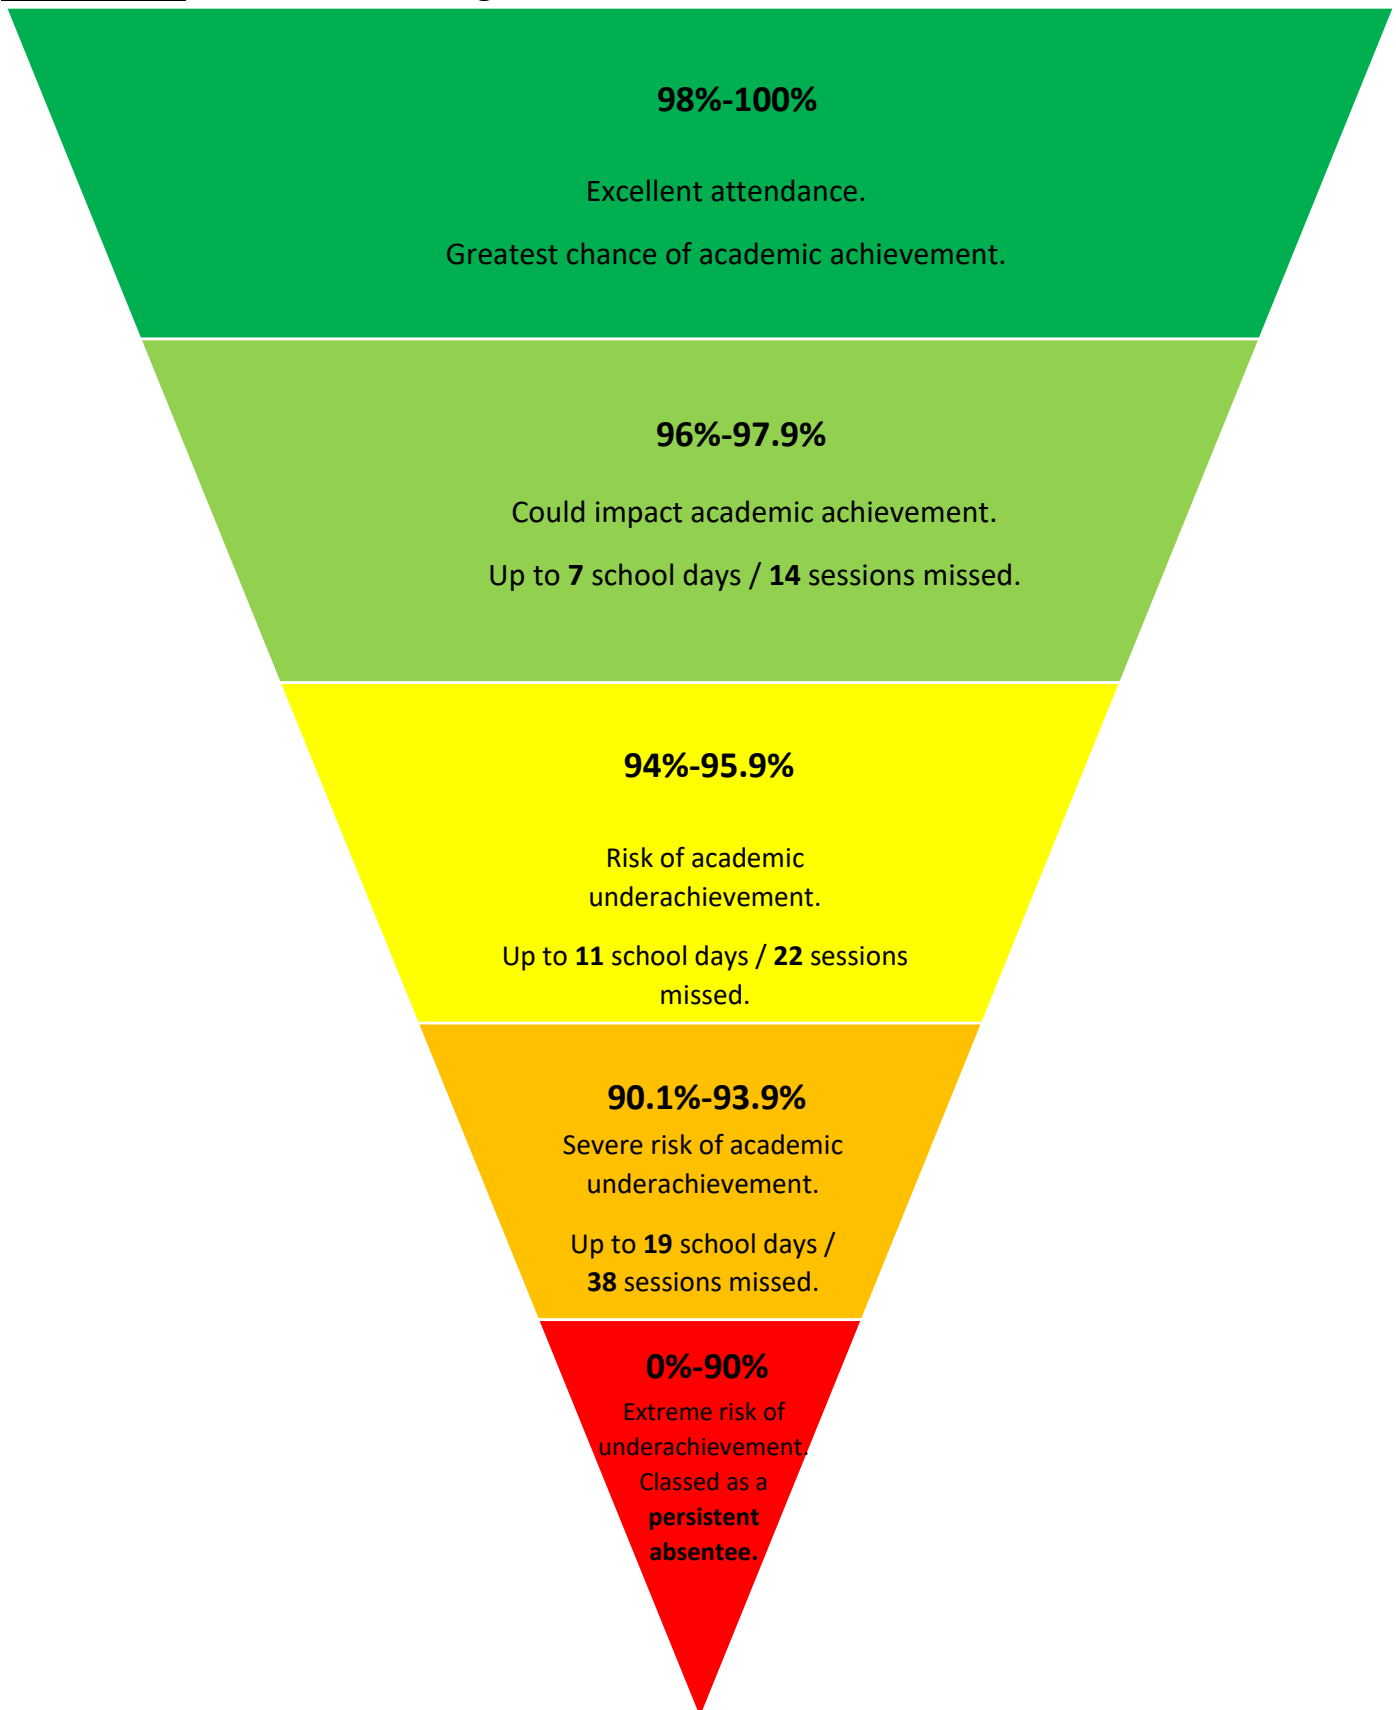 98%-100%
Excellent attendance.
Greatest chance of academic achievement.
96%-97.9%
Could impact academic achievement.
Up to 7 school days / 14 sessions missed.
94%-95.9%
Risk of academic
underachievement.
Up to 11 school days / 22 sessions
missed.
90.1%-93.9%
Severe risk of academic
underachievement.
Up to 19 school days /
38 sessions missed.
0%-90%
Extreme risk of
underachievement.
Classed as a
persistent
absentee.